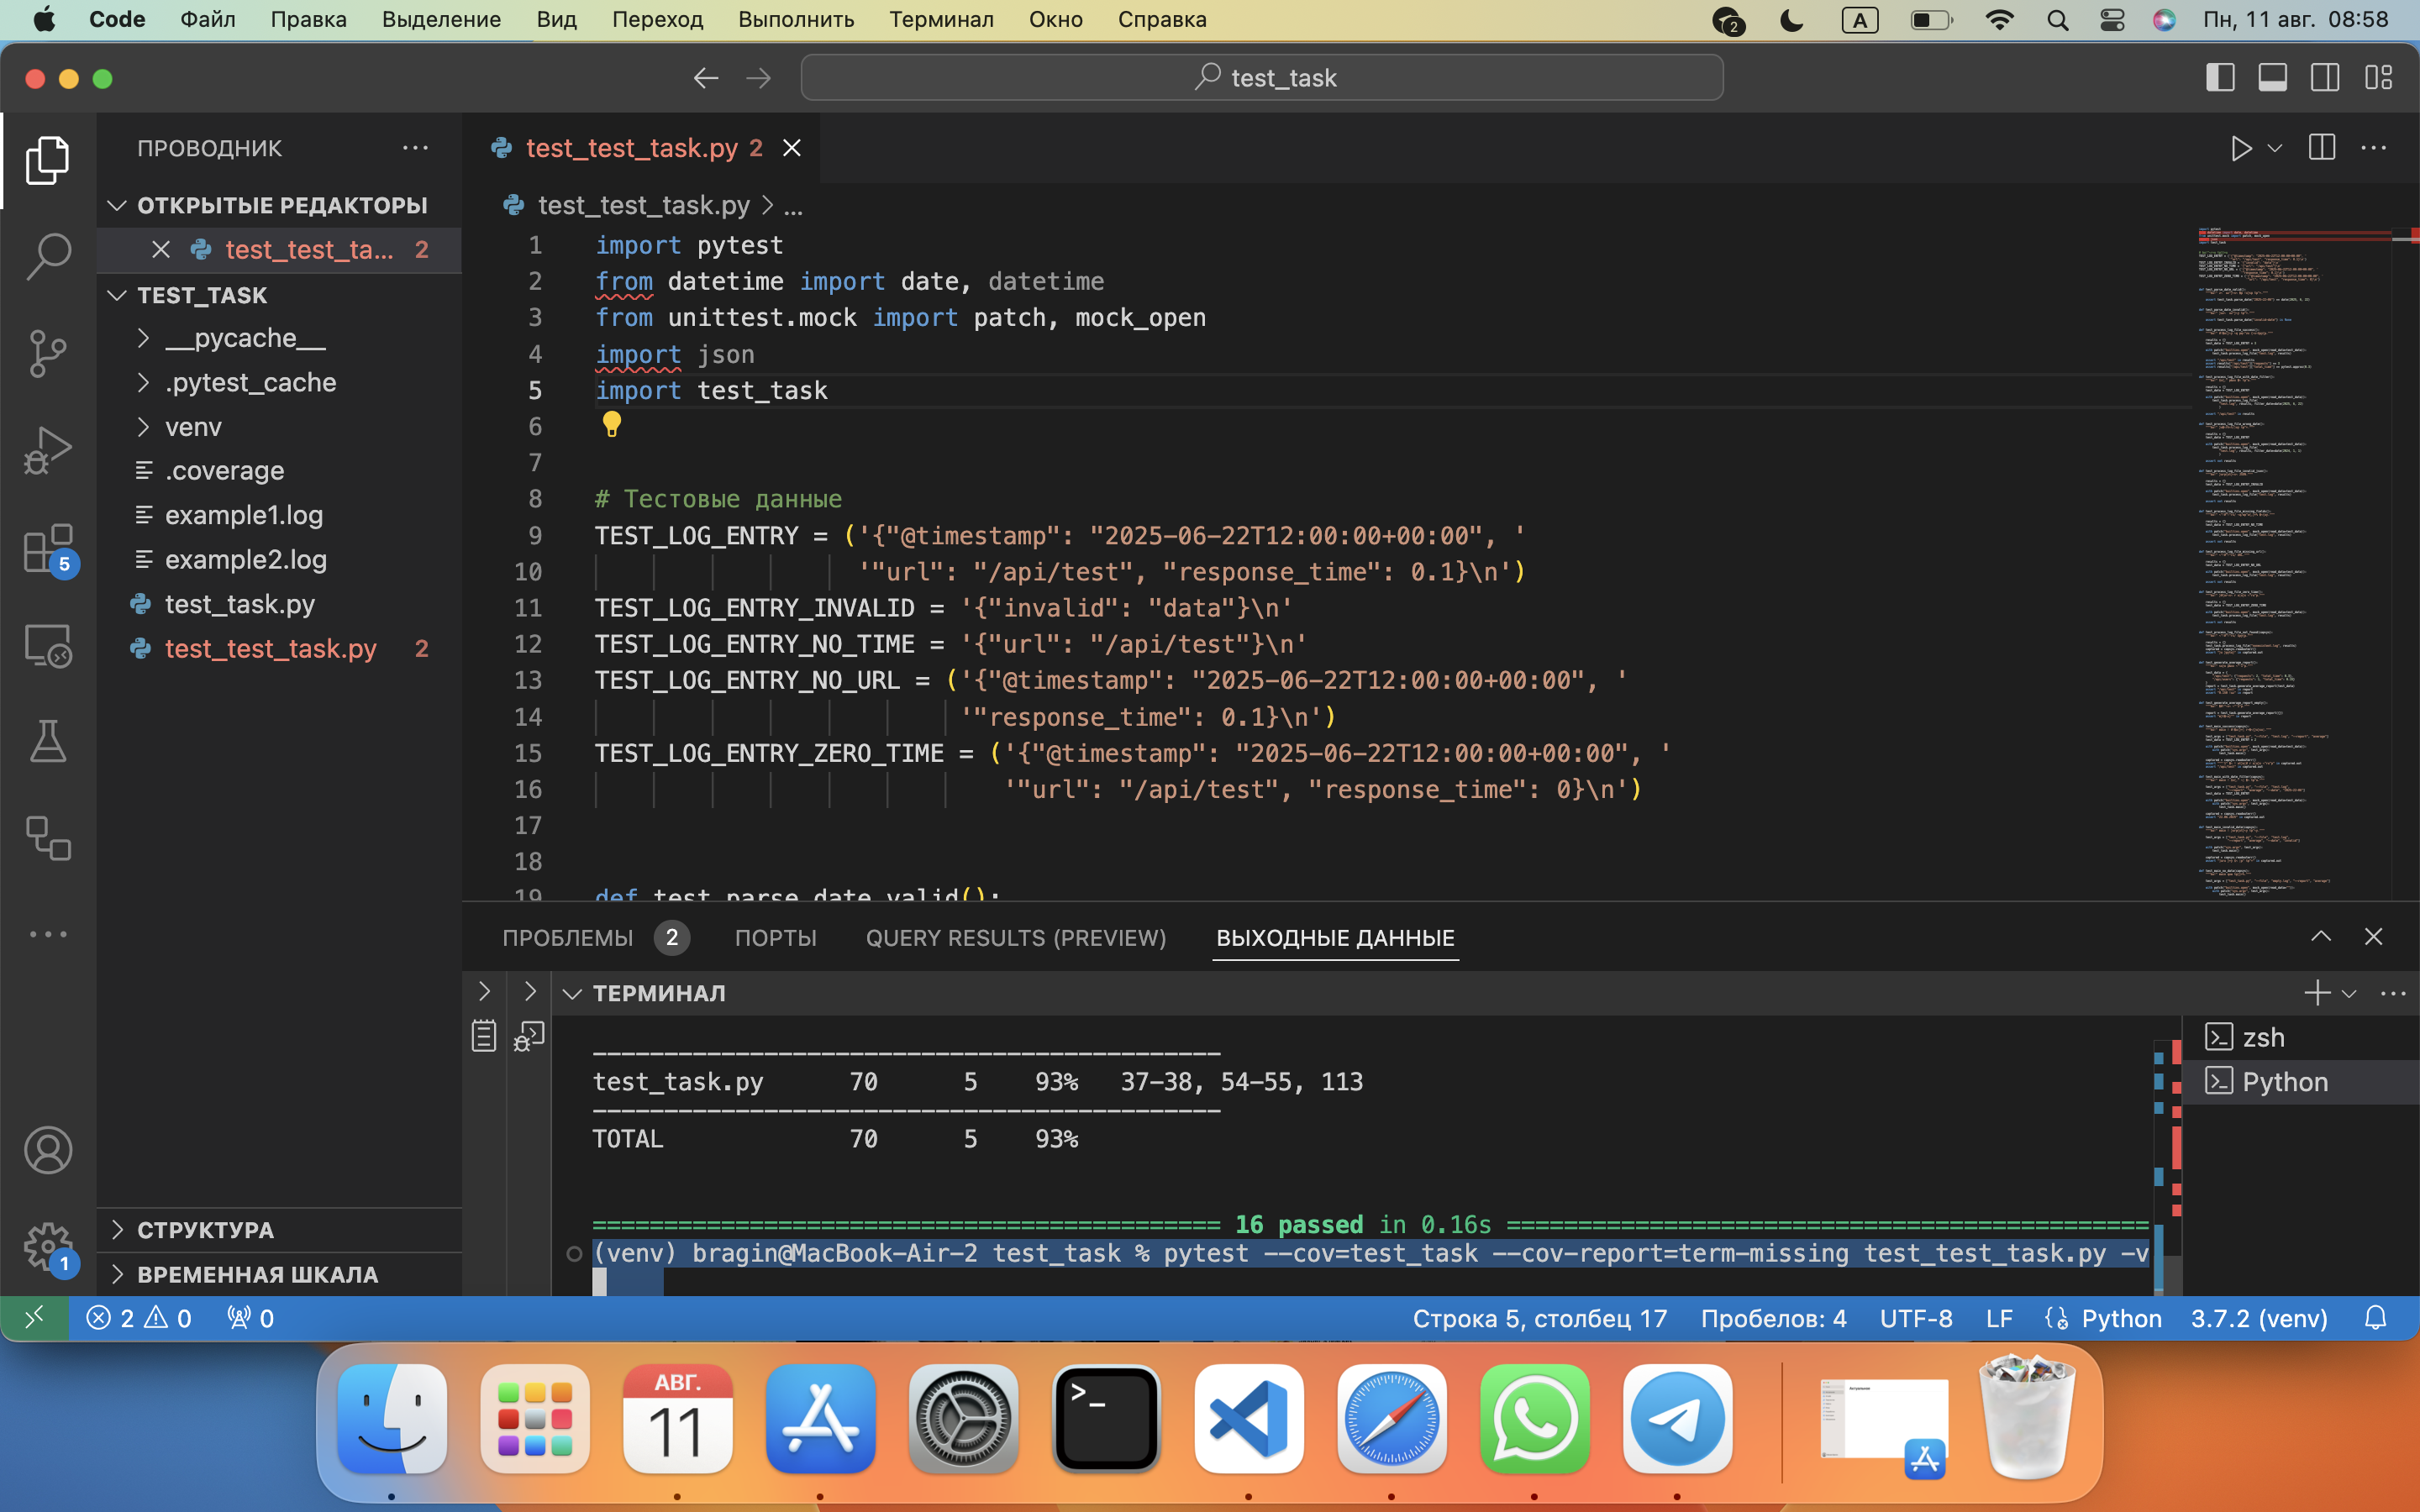 Code Файл Правка Выделение Вид Переход Выполнить Терминал Окно Справка 2 A Пн, 11 авг. 08:58
test_task
ПРОВОДНИК
ОТКРЫТЫЕ РЕДАКТОРЫ
test_test_ta... 2
TEST_TASK
__pycache__
.pytest_cache
venv
.coverage
example1.log
example2.log
test_task.py
test_test_task.py 2
СТРУКТУРА
ВРЕМЕННАЯ ШКАЛА
5
1
test_test_task.py 2
test_test_task.py > ...
1 import pytest
2 from datetime import date, datetime
3 from unittest.mock import patch, mock_open
4 import json
5 import test_task
6
7
8 # Тестовые данные
9 TEST_LOG_ENTRY = ('{"@timestamp": "2025-06-22T12:00:00+00:00", '
10 '"url": "/api/test", "response_time": 0.1}\n')
11 TEST_LOG_ENTRY_INVALID = '{"invalid": "data"}\n'
12 TEST_LOG_ENTRY_NO_TIME = '{"url": "/api/test"}\n'
13 TEST_LOG_ENTRY_NO_URL = ('{"@timestamp": "2025-06-22T12:00:00+00:00", '
14 '"response_time": 0.1}\n')
15 TEST_LOG_ENTRY_ZERO_TIME = ('{"@timestamp": "2025-06-22T12:00:00+00:00", '
16 '"url": "/api/test", "response_time": 0}\n')
17
18
19 def test_parse_date_valid():
ПРОБЛЕМЫ 2 ПОРТЫ QUERY RESULTS (PREVIEW) ВЫХОДНЫЕ ДАННЫЕ
ТЕРМИНАЛ
--------------------------------------------
test_task.py 70 5 93% 37-38, 54-55, 113
--------------------------------------------
TOTAL 70 5 93%
============================================ 16 passed in 0.16s =============================================
(venv) bragin@MacBook-Air-2 test_task % pytest --cov=test_task --cov-report=term-missing test_test_task.py -v
zsh
Python
2 0 0 Строка 5, столбец 17 Пробелов: 4 UTF-8 LF Python 3.7.2 (venv)
АВГ.
11